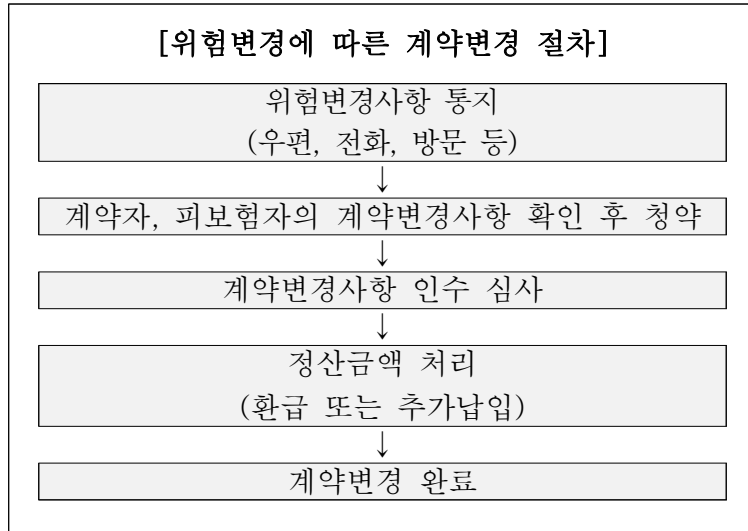 [위험변경에 따른 계약변경 절차]
위험변경사항 통지
(우편, 전화, 방문 등)
↓
계약자, 피보험자의 계약변경사항 확인 후 청약
↓
계약변경사항 인수 심사
↓
정산금액 처리
(환급 또는 추가납입)
↓
계약변경 완료